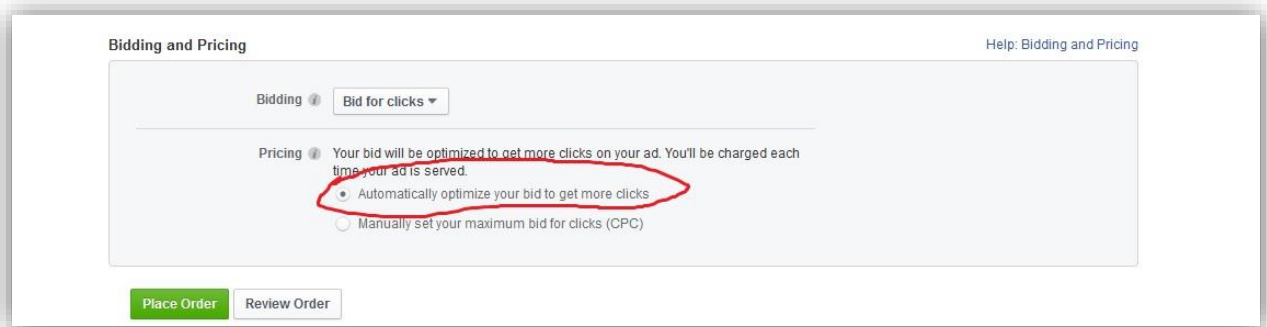 Bidding and Pricing
Help: Bidding and Pricing
Bidding
Bid for clicks
Pricing
Your bid will be optimized to get more clicks on your ad. You'll be charged each
time your ad is served.
Automatically optimize your bid to get more clicks
Manually set your maximum bid for clicks (CPC)
Place Order
Review Order